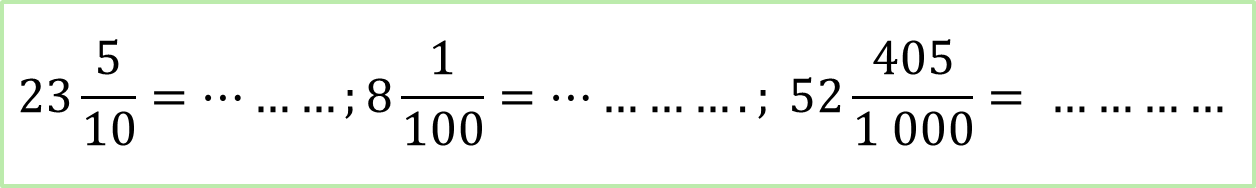 23 5/10 = ⋯ … … ; 8 1/100 = ⋯ … … … . ; 52 405/1 000 = … … … …